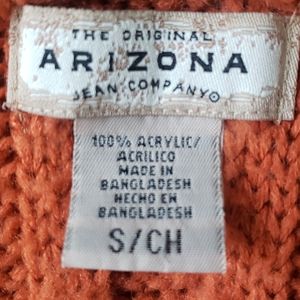 THE ORIGINAL
ARIZONA
JEAN COMPANY®
100% ACRYLIC/
ACRILICO
MADE IN
BANGLADESH
HECHO EN
BANGLADESH
S/CH